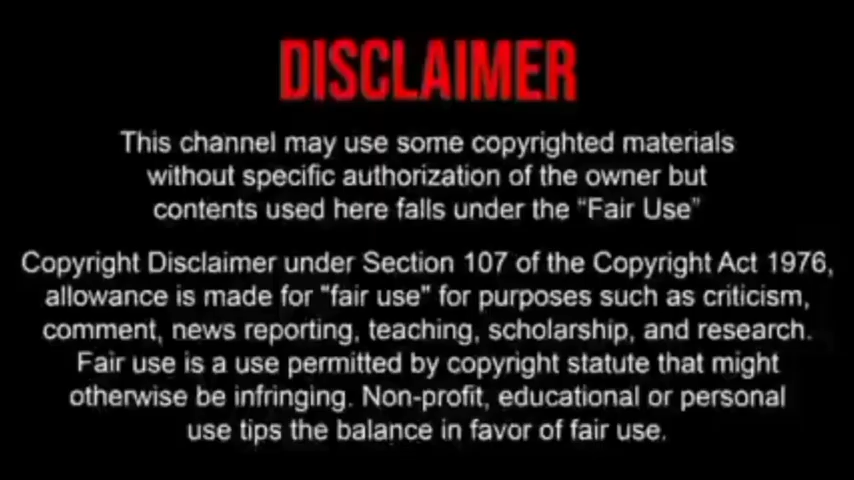 DISCLAIMER
This channel may use some copyrighted materials
without specific authorization of the owner but
contents used here falls under the “Fair Use”
Copyright Disclaimer under Section 107 of the Copyright Act 1976,
allowance is made for "fair use" for purposes such as criticism,
comment, news reporting, teaching, scholarship, and research.
Fair use is a use permitted by copyright statute that might
otherwise be infringing. Non-profit, educational or personal
use tips the balance in favor of fair use.